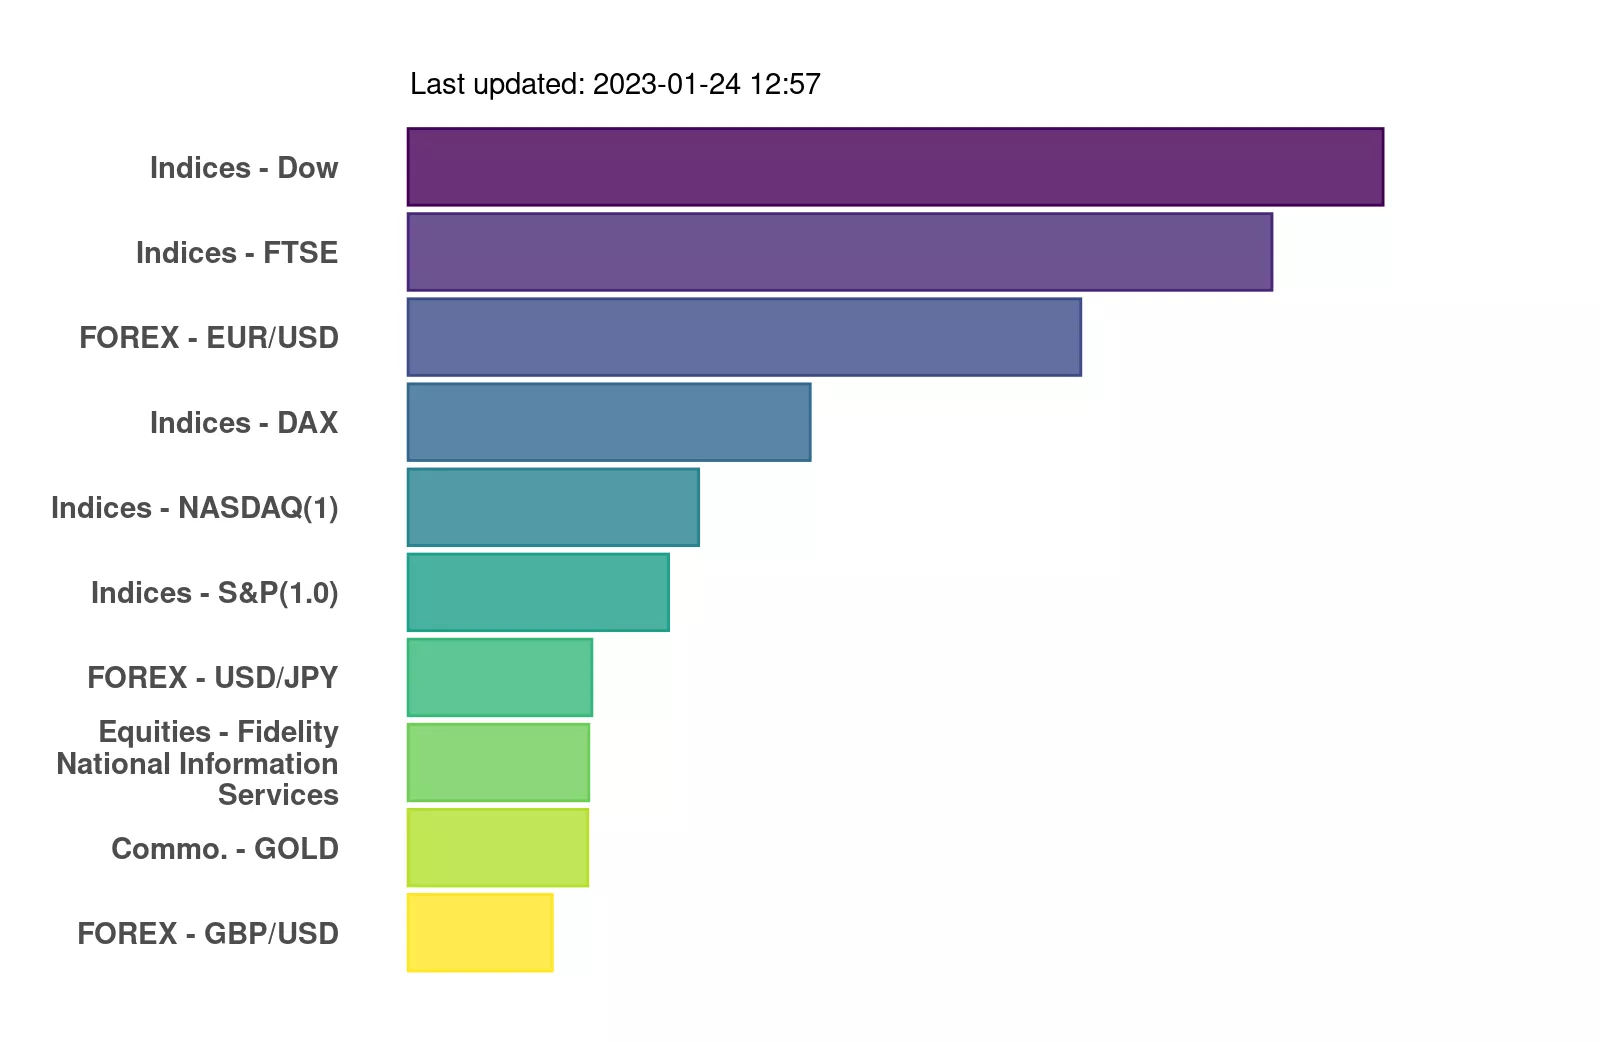 Last updated: 2023-01-24 12:57
Indices - Dow
Indices - FTSE
FOREX - EUR/USD
Indices - DAX
Indices - NASDAQ(1)
Indices - S&P(1.0)
FOREX - USD/JPY
Equities - Fidelity
National Information
Services
Commo. - GOLD
FOREX - GBP/USD